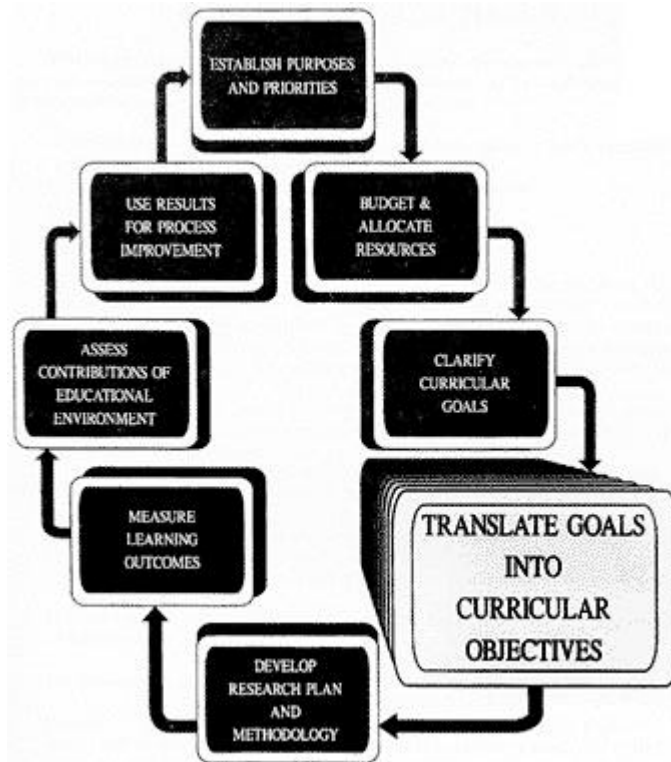 ESTABLISH PURPOSES
AND PRIORITIES
BUDGET &
ALLOCATE
RESOURCES
CLARIFY
CURRICULAR
GOALS
TRANSLATE GOALS
INTO
CURRICULAR
OBJECTIVES
DEVELOP
RESEARCH PLAN
AND
METHODOLOGY
MEASURE
LEARNING
OUTCOMES
ASSESS
CONTRIBUTIONS OF
EDUCATIONAL
ENVIRONMENT
USE RESULTS
FOR PROCESS
IMPROVEMENT